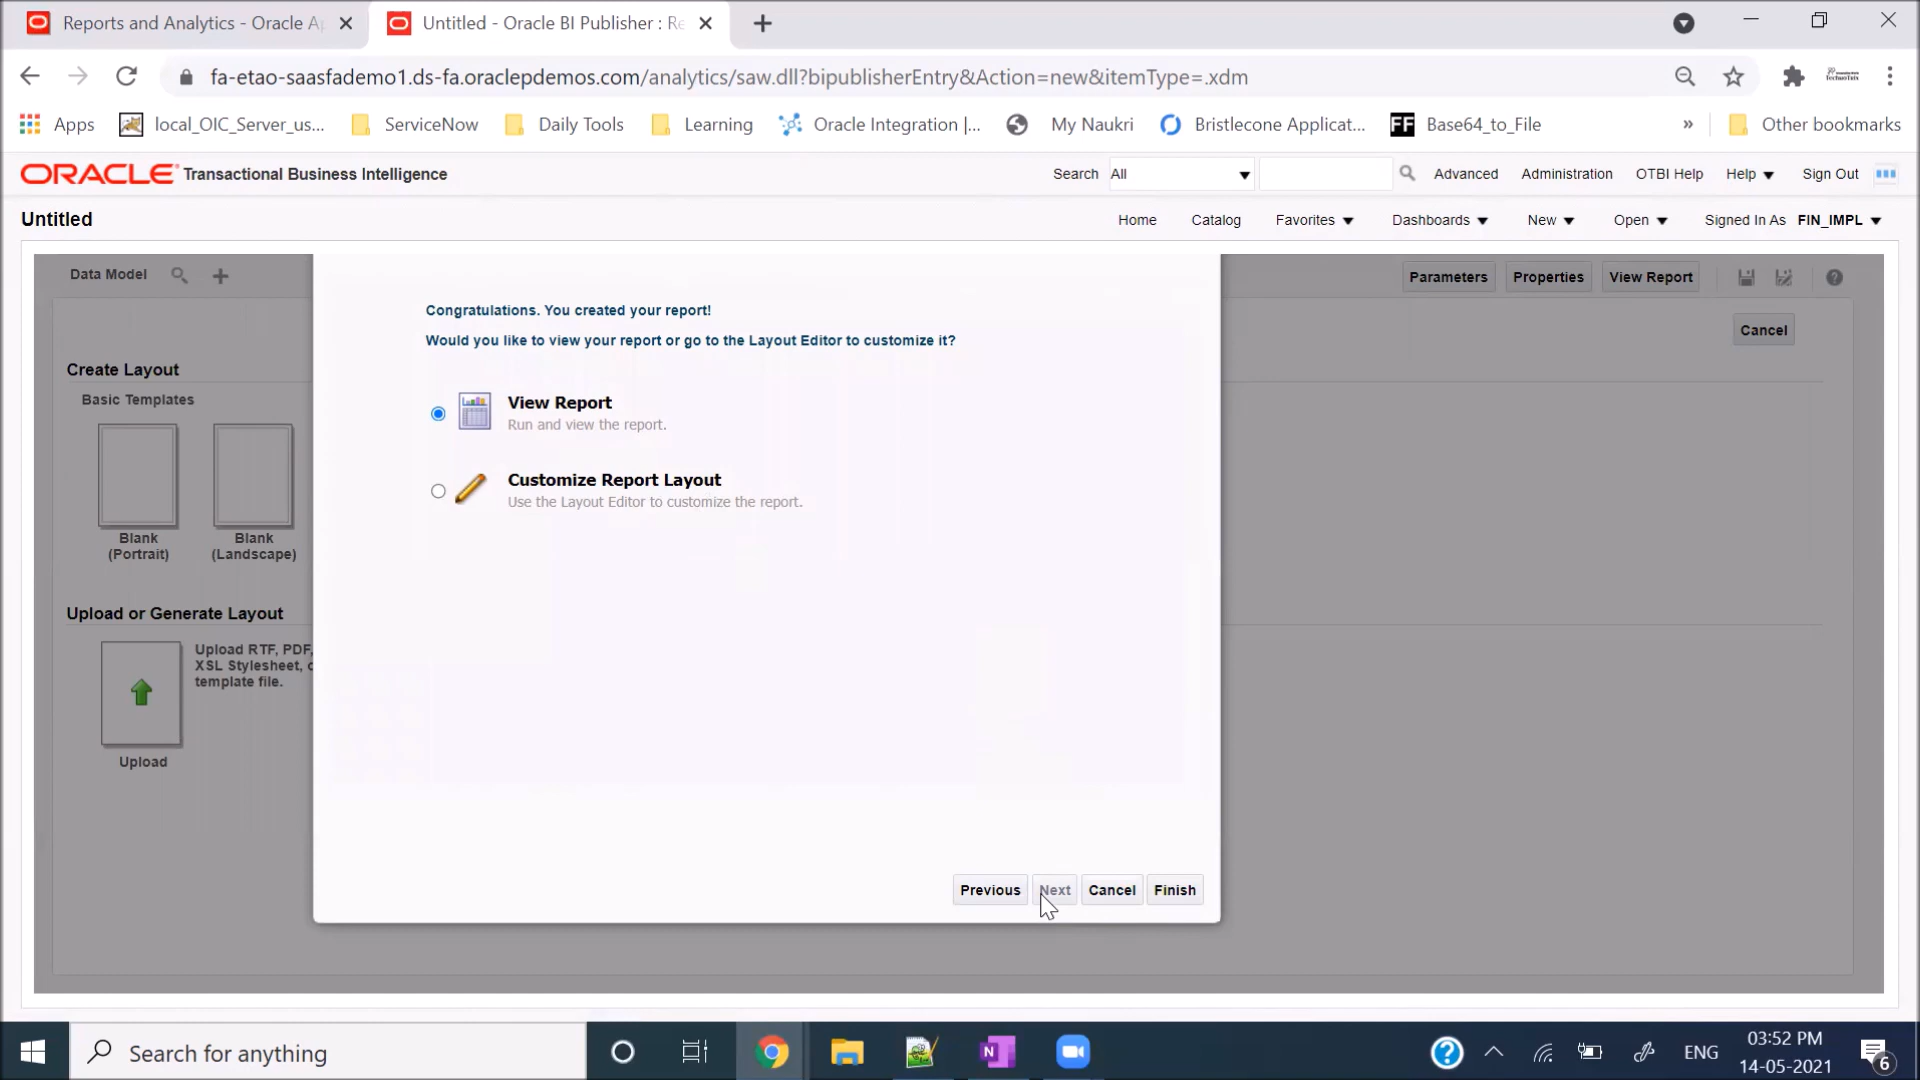 Reports and Analytics - Oracle Ap
Untitled - Oracle BI Publisher : Re
fa-etao-saasfademo1.ds-fa.oraclepdemos.com/analytics/saw.dll?bipublisherEntry&Action=new&itemType=.xdm
Apps
local_OIC_Server_us...
ServiceNow
Daily Tools
Learning
Oracle Integration |...
My Naukri
Bristlecone Applicat...
FF
Base64_to_File
»
Other bookmarks
ORACLE Transactional Business Intelligence
Search
All
Advanced
Administration
OTBI Help
Help
Sign Out
Untitled
Home
Catalog
Favorites
Dashboards
New
Open
Signed In As
FIN_IMPL
Data Model
Parameters
Properties
View Report
Cancel
Create Layout
Basic Templates
Blank
(Portrait)
Blank
(Landscape)
Upload or Generate Layout
Upload RTF, PDF,
XSL Stylesheet, o
template file.
Upload
Congratulations. You created your report!
Would you like to view your report or go to the Layout Editor to customize it?
View Report
Run and view the report.
Customize Report Layout
Use the Layout Editor to customize the report.
Previous
Next
Cancel
Finish
Search for anything
N
ENG
03:52 PM
14-05-2021
6